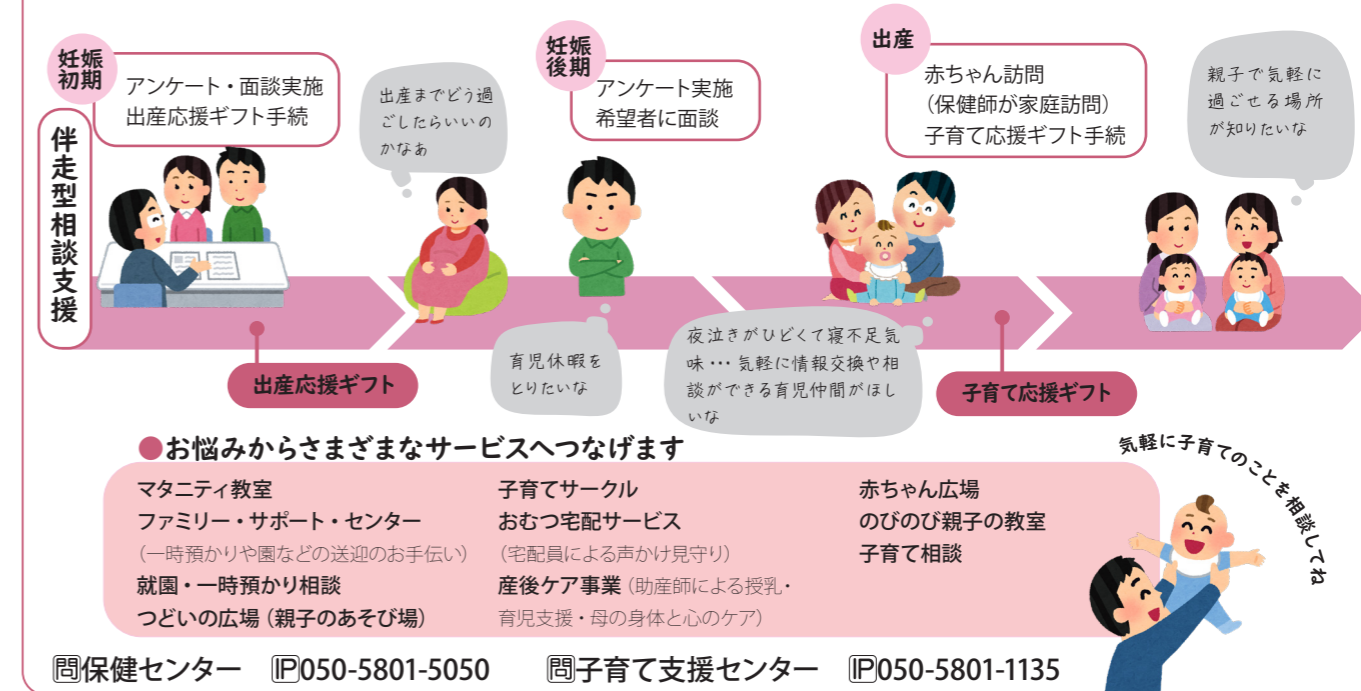 妊娠
初期
アンケート・面談実施
出産応援ギフト手続
伴走型相談支援
出産までどう過
ごしたらいいの
かなあ
妊娠
後期
アンケート実施
希望者に面談
出産
赤ちゃん訪問
（保健師が家庭訪問）
子育て応援ギフト手続
親子で気軽に
過ごせる場所
が知りたいな
出産応援ギフト
育児休暇を
とりたいな
夜泣きがひどくて寝不足気
味・・・気軽に情報交換や相
談ができる育児仲間がほし
いな
子育て応援ギフト
●お悩みからさまざまなサービスへつなげます
マタニティ教室
ファミリー・サポート・センター
（一時預かりや園などの送迎のお手伝い）
就園・一時預かり相談
つどいの広場（親子のあそび場）
子育てサークル
おむつ宅配サービス
（宅配員による声かけ見守り）
産後ケア事業（助産師による授乳・
育児支援・母の身体と心のケア）
赤ちゃん広場
のびのび親子の教室
子育て相談
気軽に子育てのことを相談してね
問保健センター IP050-5801-5050 問子育て支援センター IP050-5801-1135